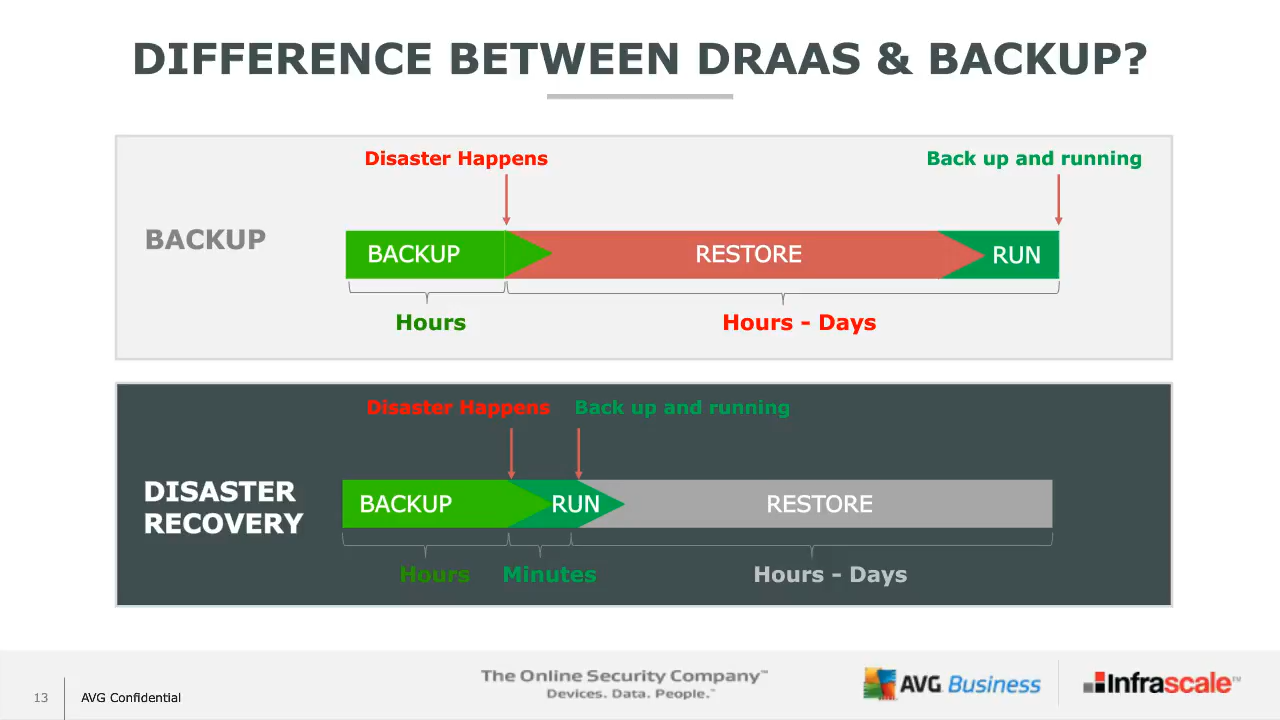 DIFFERENCE BETWEEN DRAAS & BACKUP?
Disaster Happens
Back up and running
BACKUP
BACKUP
RESTORE
RUN
Hours
Hours - Days
Disaster Happens
Back up and running
DISASTER
RECOVERY
BACKUP
RUN
RESTORE
Hours
Minutes
Hours - Days
13
AVG Confidential
The Online Security Company™
Devices. Data. People.™
AVG Business
Infrascale™